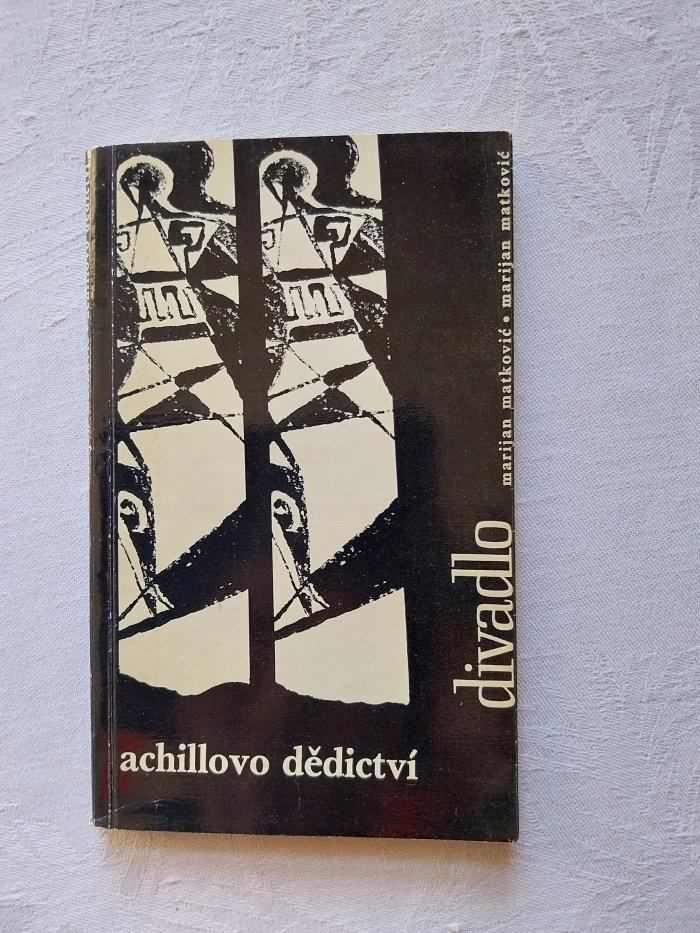 marijan matković • marijan matković
divadlo
achillovo dědictví